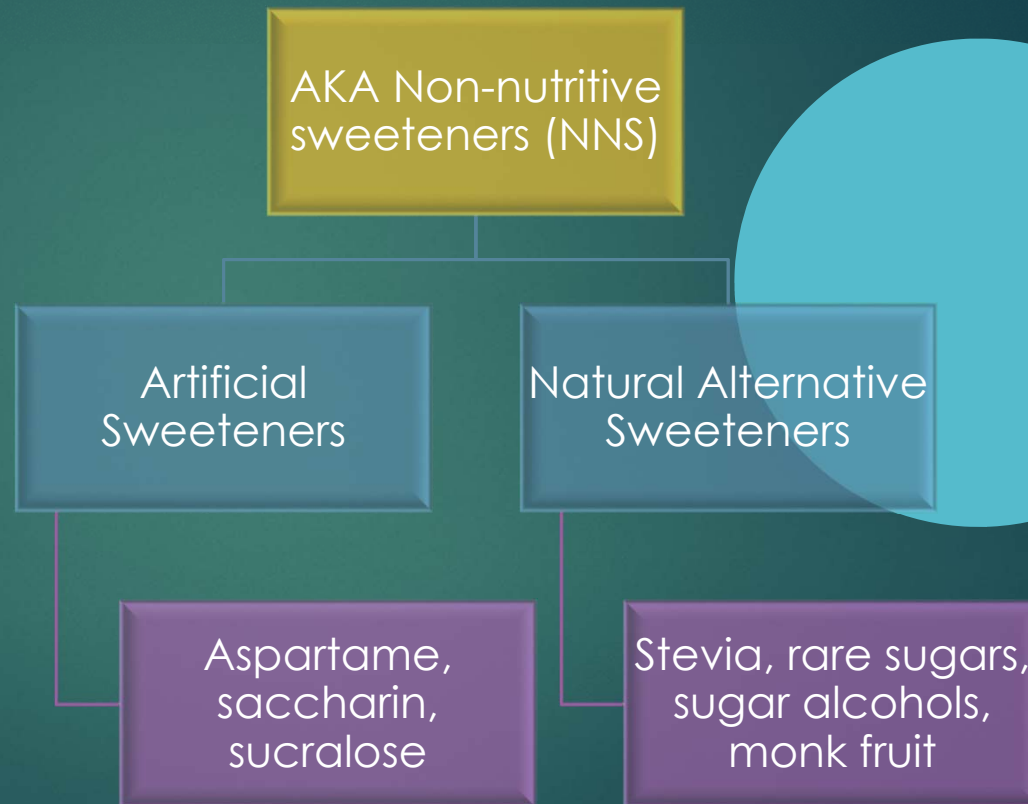 AKA Non-nutritive
sweeteners (NNS)
Artificial
Sweeteners
Natural Alternative
Sweeteners
Aspartame,
saccharin,
sucralose
Stevia, rare sugars,
sugar alcohols,
monk fruit